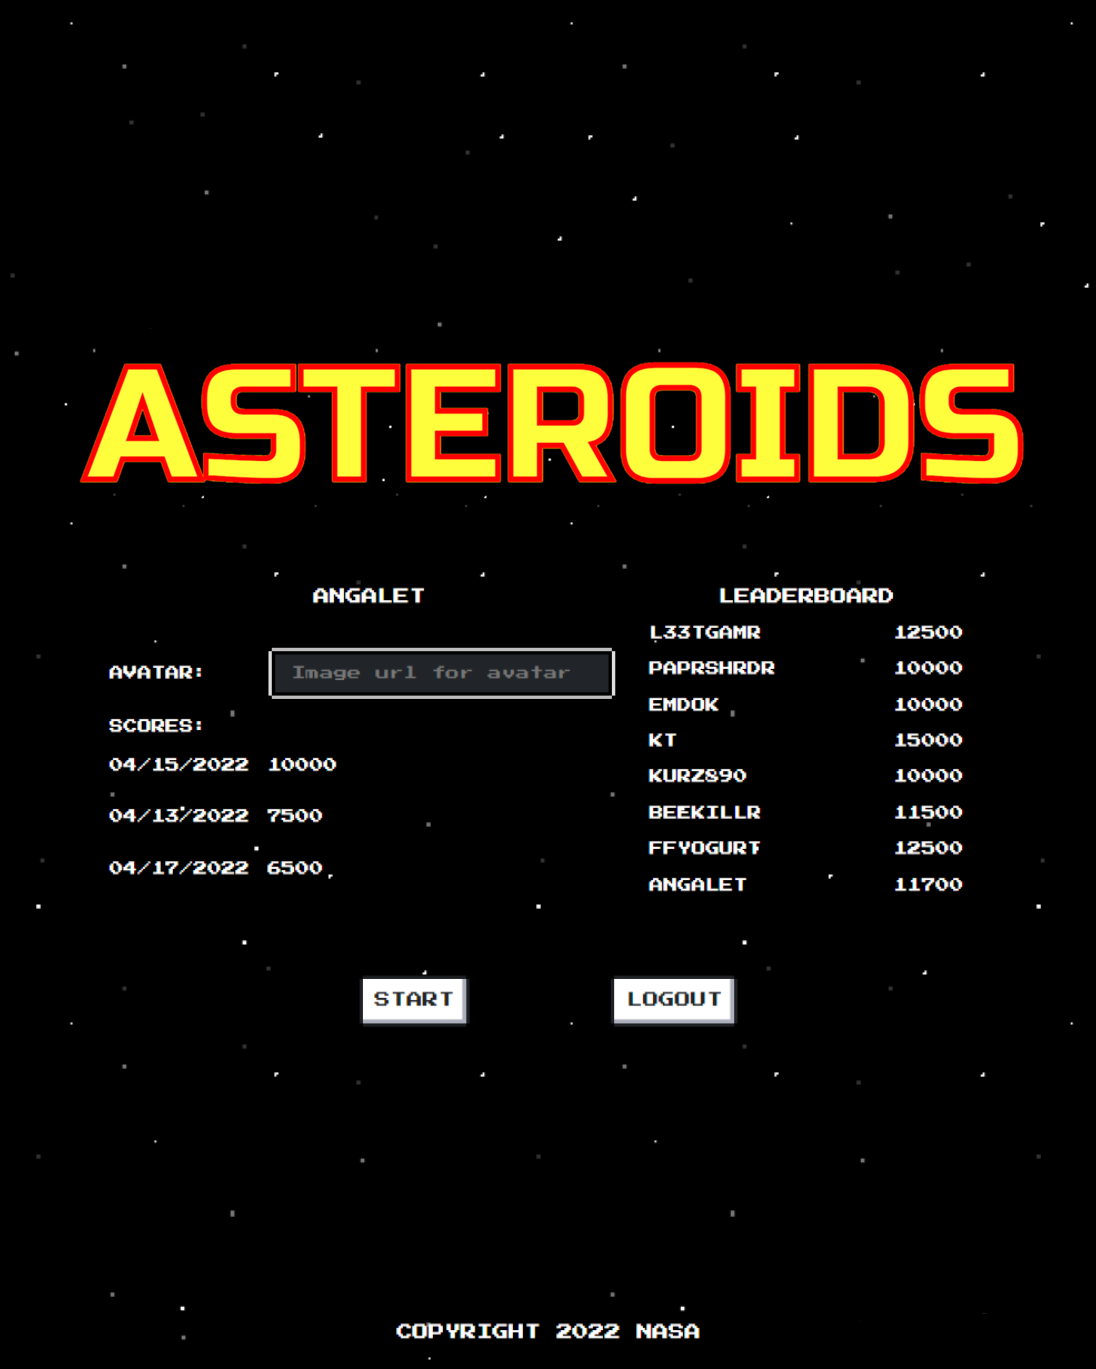 ASTEROIDS
ANGALET
AVATAR: Image url for avatar
SCORES:
04/15/2022 10000
04/13/2022 7500
04/17/2022 6500
LEADERBOARD
L33TGAMR 12500
PAPRSHRDR 10000
EMDOK 10000
KT 15000
KURZ890 10000
BEEKILLR 11500
FFYOGURT 12500
ANGALET 11700
START
LOGOUT
COPYRIGHT 2022 NASA